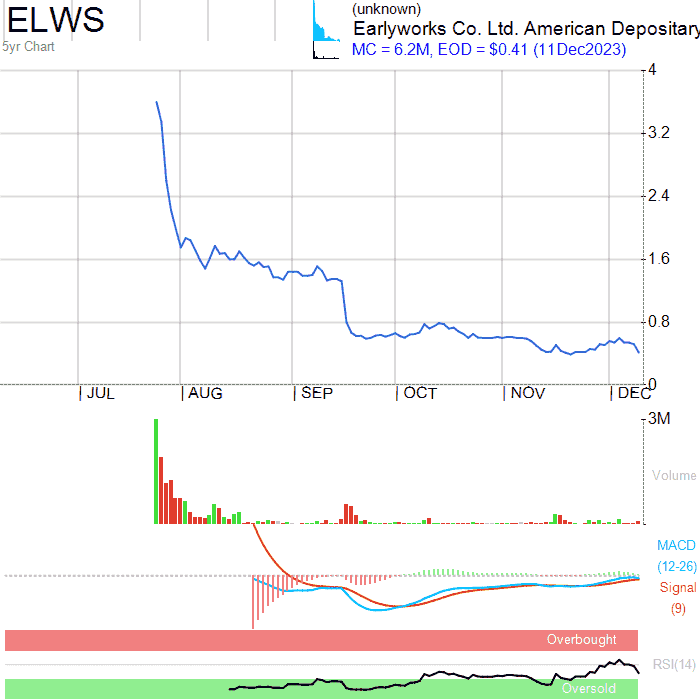 ELWS
5yr Chart
(unknown)
Earlyworks Co. Ltd. American Depositary
MC = 6.2M, EOD = $0.41 (11Dec2023)
4
3.2
2.4
1.6
0.8
0
JUL AUG SEP OCT NOV DEC
3M
Volume
MACD
(12-26)
Signal
(9)
Overbought
RSI(14)
Oversold